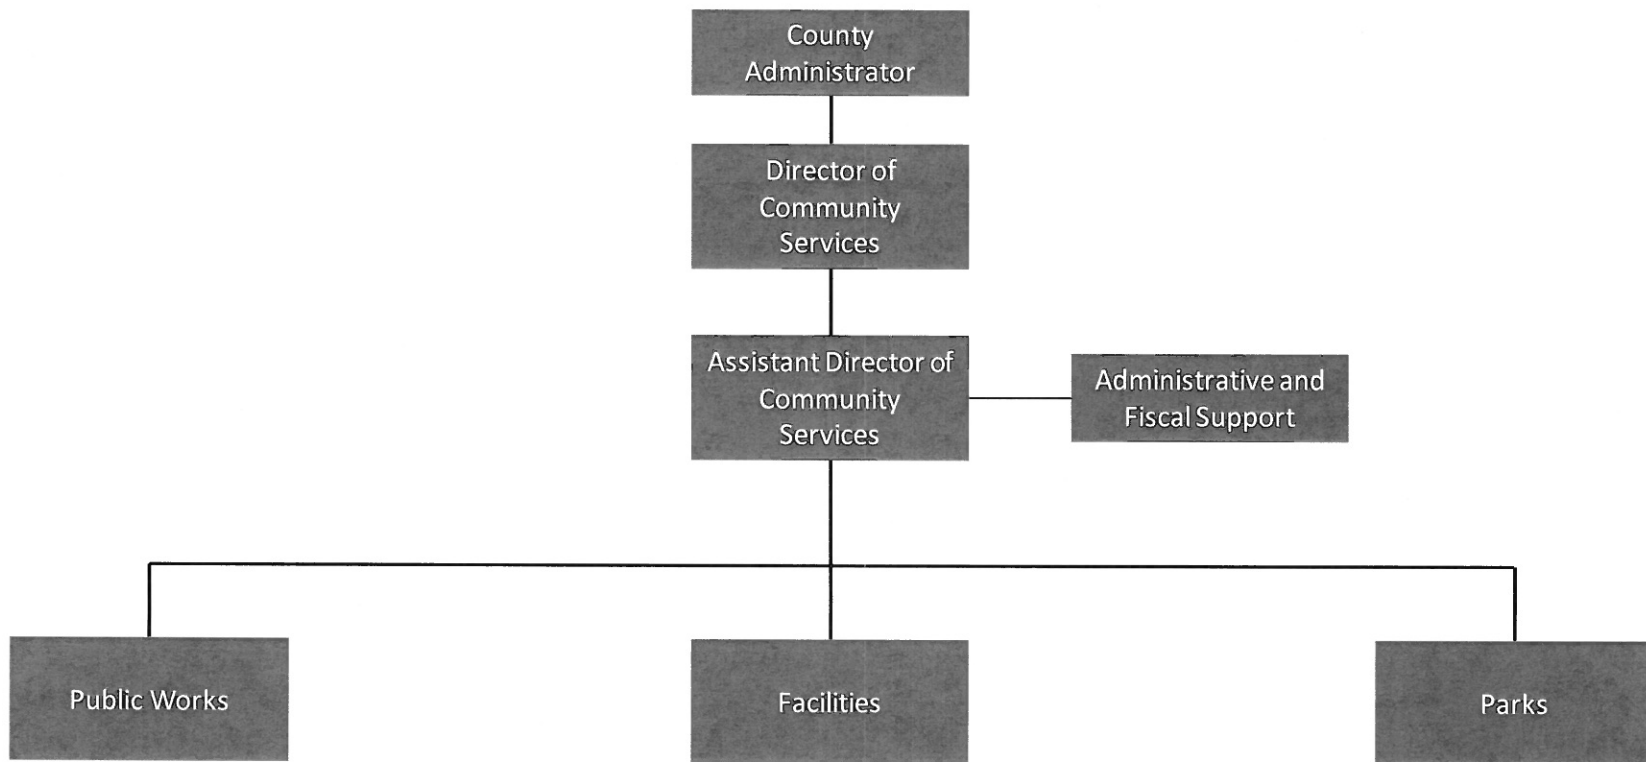 County
Administrator
Director of
Community
Services
Assistant Director of
Community
Services
Administrative and
Fiscal Support
Public Works
Facilities
Parks